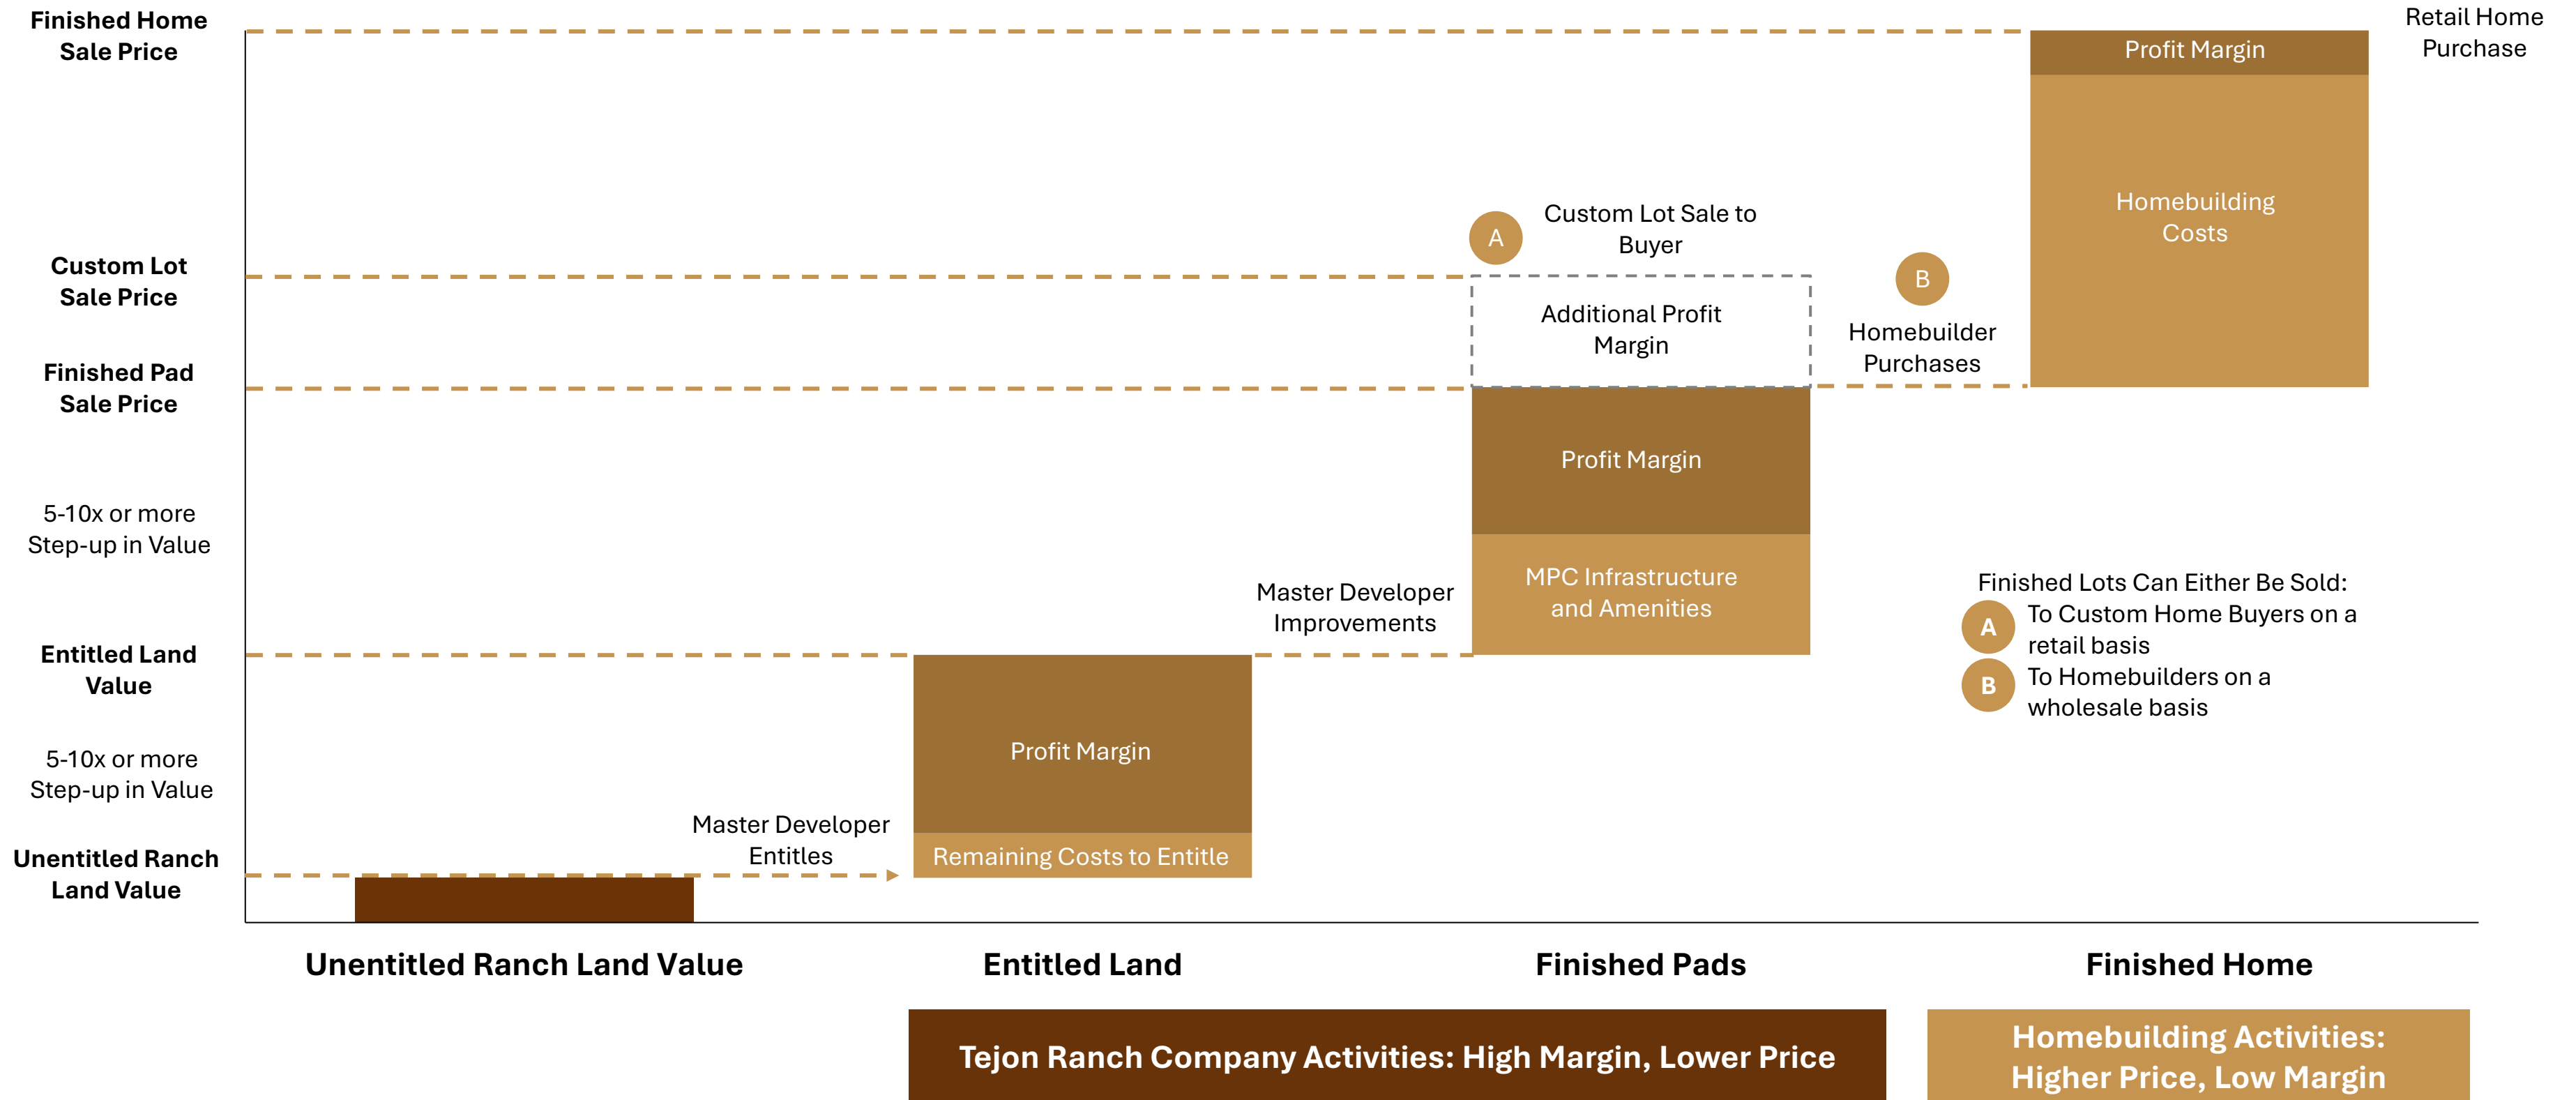 Finished Home
Sale Price
Retail Home
Purchase
Profit Margin
Homebuilding
Costs
Custom Lot
Sale Price
A
Custom Lot Sale to
Buyer
Additional Profit
Margin
B
Homebuilder
Purchases
Finished Pad
Sale Price
Profit Margin
5-10x or more
Step-up in Value
MPC Infrastructure
and Amenities
Master Developer
Improvements
Finished Lots Can Either Be Sold:
A
To Custom Home Buyers on a
retail basis
B
To Homebuilders on a
wholesale basis
Entitled Land
Value
Profit Margin
5-10x or more
Step-up in Value
Master Developer
Entitles
Remaining Costs to Entitle
Unentitled Ranch
Land Value
Unentitled Ranch Land Value
Entitled Land
Finished Pads
Finished Home
Tejon Ranch Company Activities: High Margin, Lower Price
Homebuilding Activities:
Higher Price, Low Margin